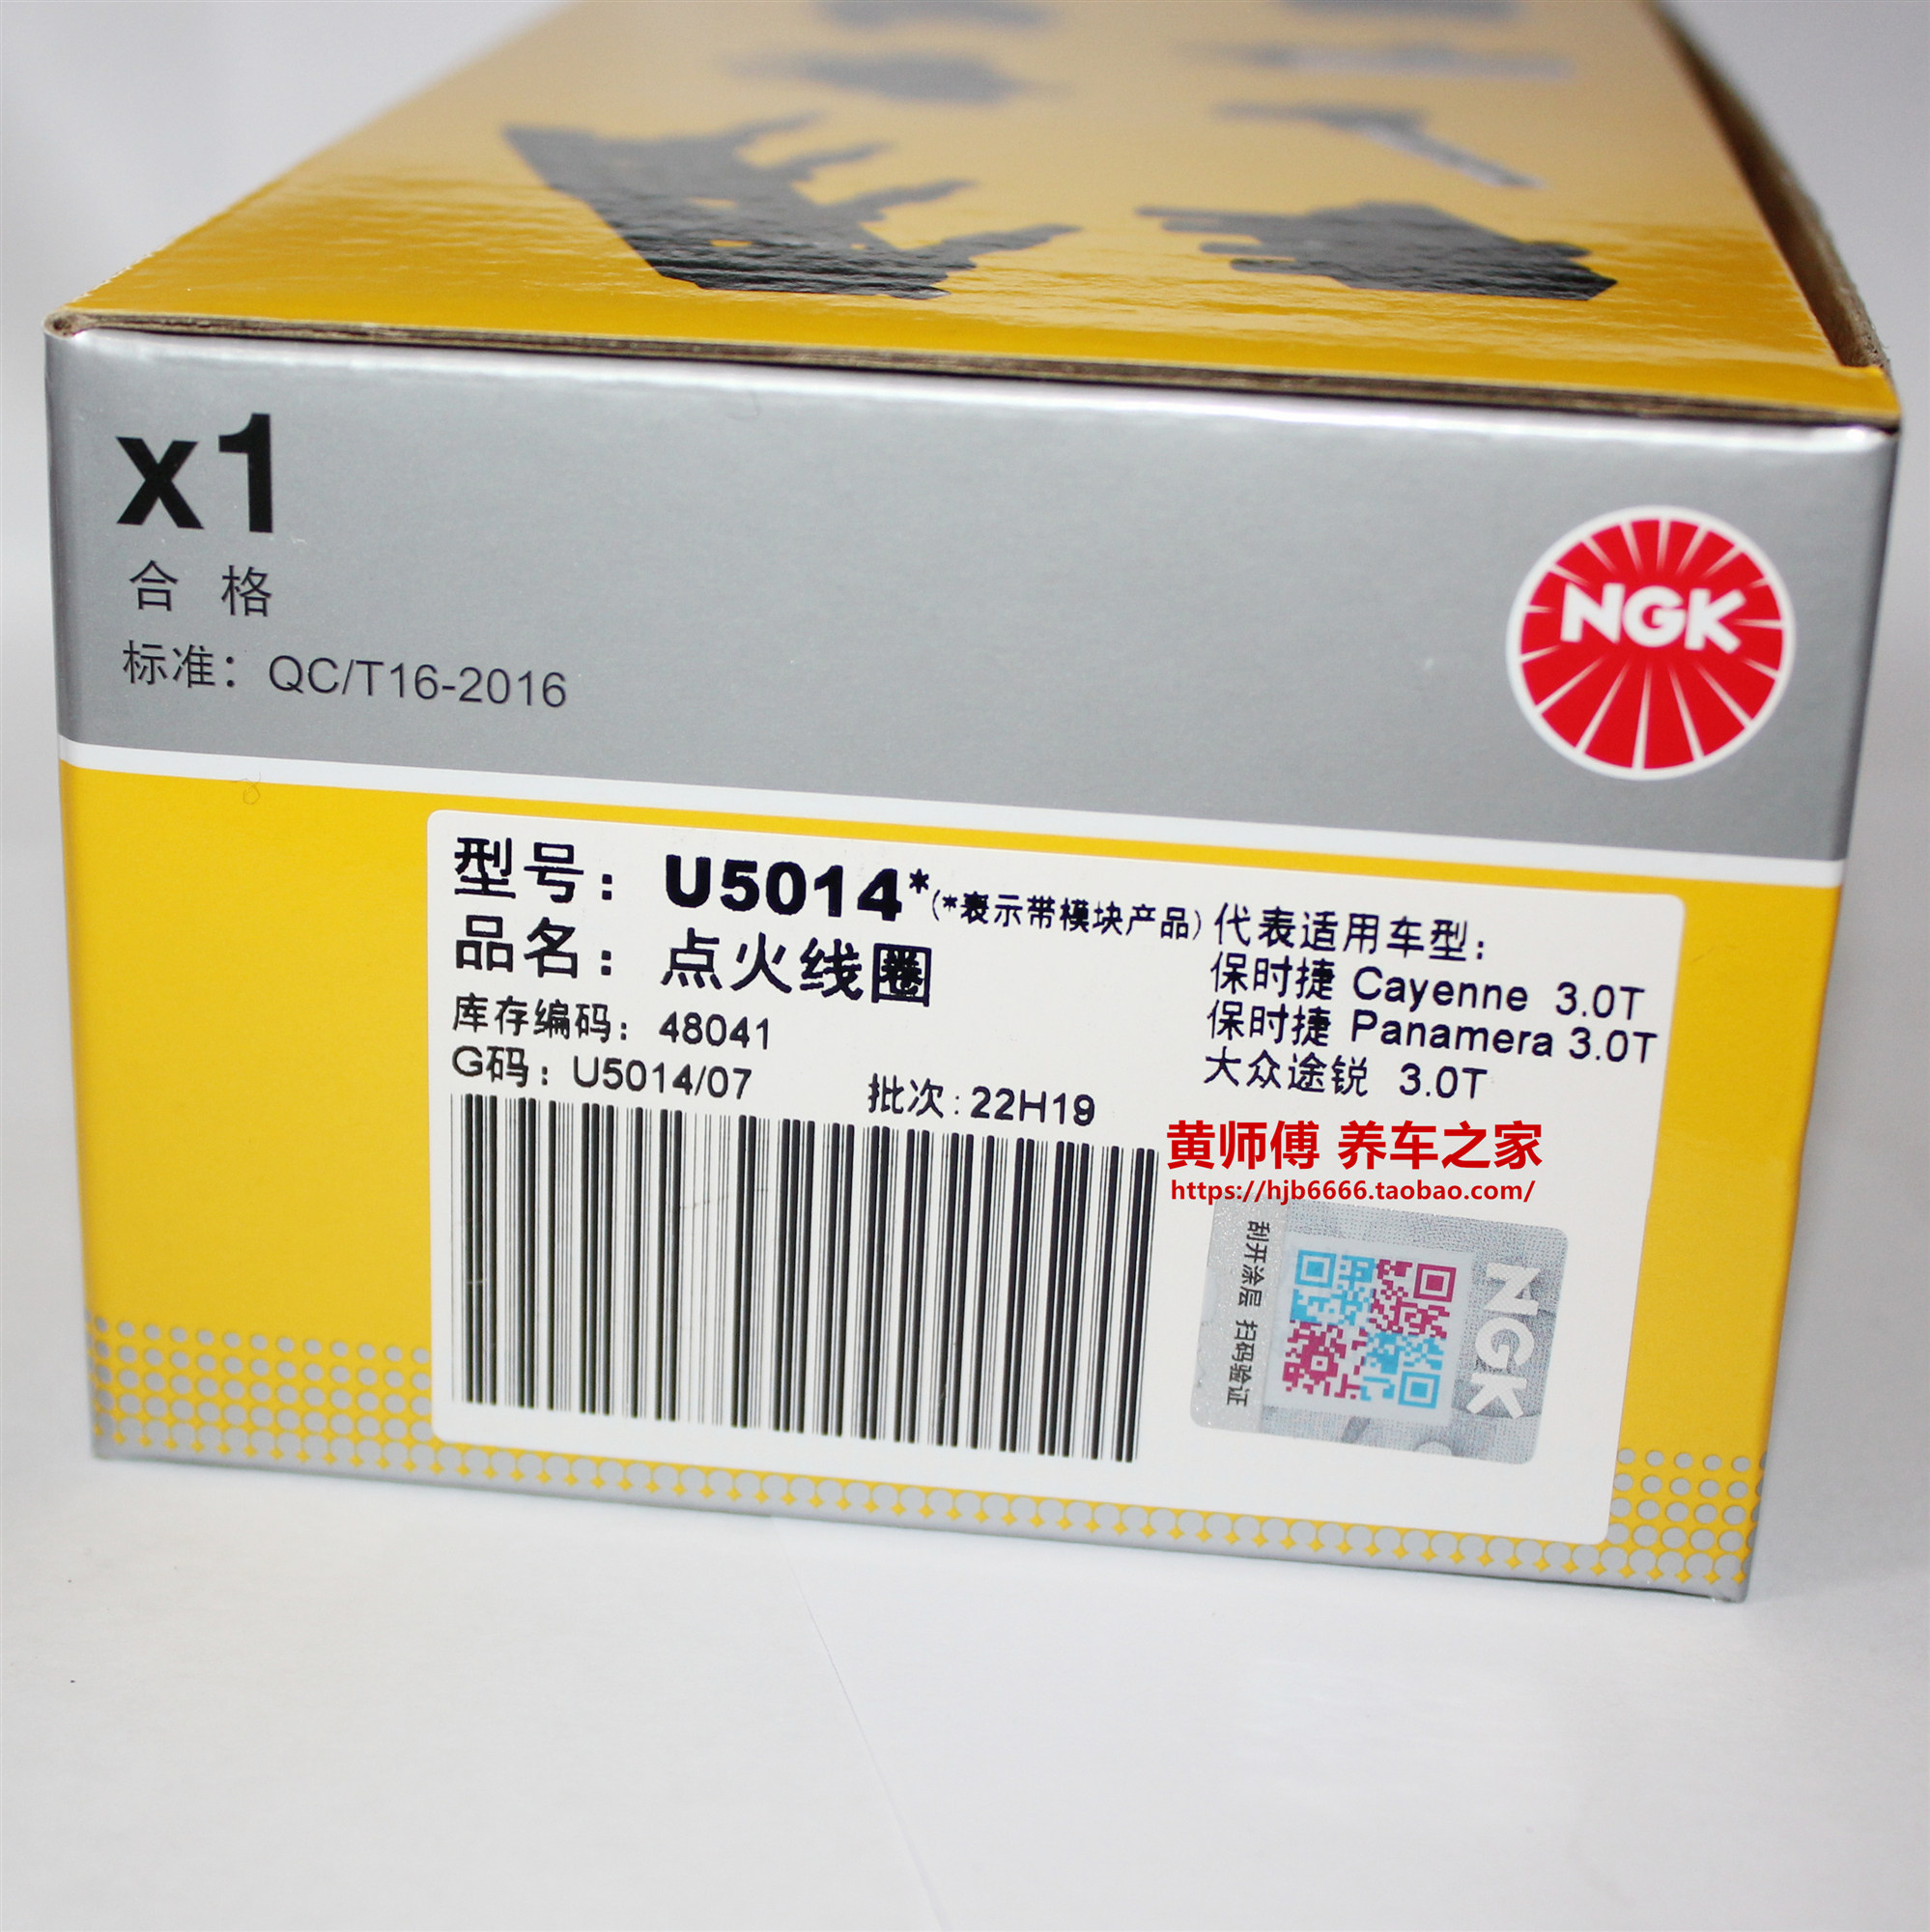 x1
合 格
标准：QC/T16-2016
NGK
型号：U5014*(*表示带模块产品)
品名：点火线圈
库存编码：48041
G码：U5014/07
批次：22H19
代表适用车型：
保时捷 Cayenne 3.0T
保时捷 Panamera 3.0T
大众途锐 3.0T
黄师傅 养车之家
https://hjb6666.taobao.com/
刮开涂层 扫码验证
NGK